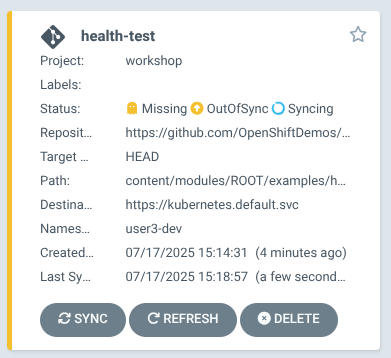 health-test
Project: workshop
Labels:
Status: Missing OutOfSync Syncing
Reposit... https://github.com/OpenShiftDemos/...
Target ... HEAD
Path: content/modules/ROOT/examples/h...
Destina... https://kubernetes.default.svc
Names... user3-dev
Created... 07/17/2025 15:14:31 (4 minutes ago)
Last Sy... 07/17/2025 15:18:57 (a few second...
SYNC REFRESH DELETE